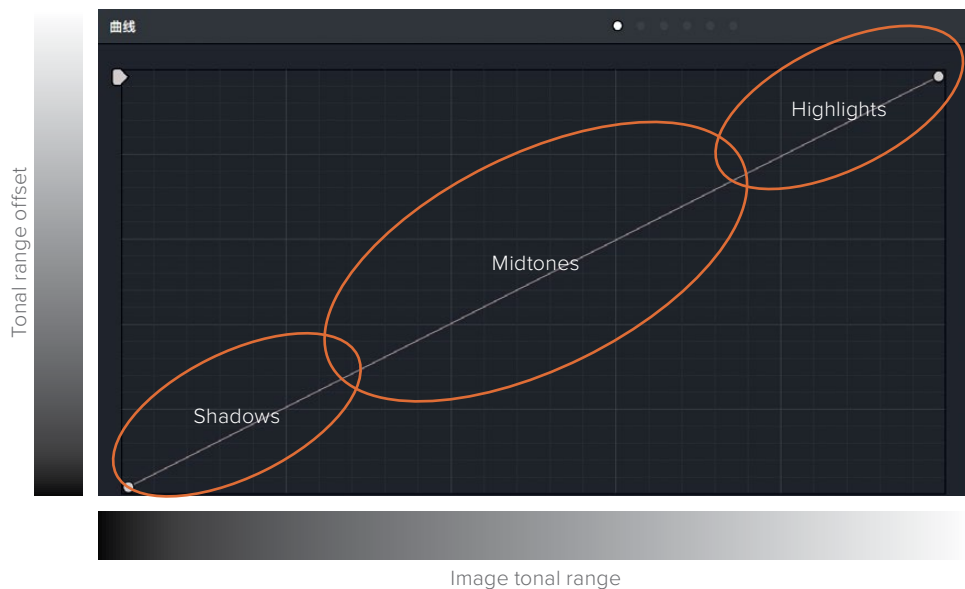 曲线
Highlights
Midtones
Shadows
Tonal range offset
Image tonal range